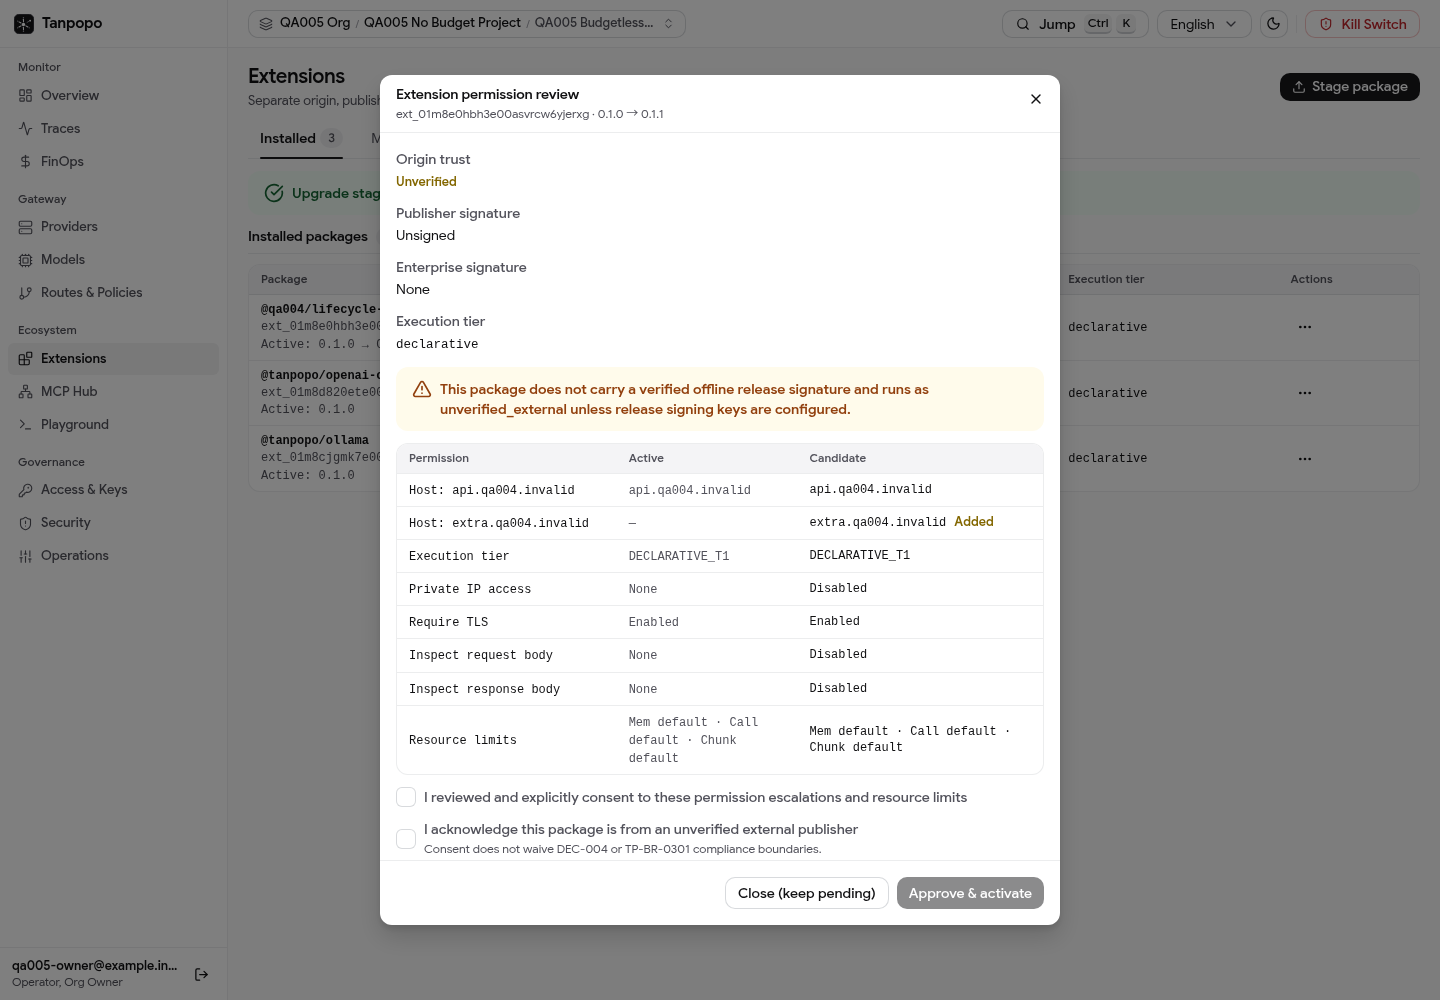 Tanpopo
QA005 Org / QA005 No Budget Project / QA005 Budgetless...
Jump Ctrl K
English
Kill Switch
Monitor
Overview
Traces
FinOps
Gateway
Providers
Models
Routes & Policies
Ecosystem
Extensions
MCP Hub
Playground
Governance
Access & Keys
Security
Operations
qa005-owner@example.in...
Operator, Org Owner
Extensions
Separate origin, publish
Stage package
Installed 3
Upgrade stag
Installed packages
Package
Execution tier
Actions
@qa004/lifecycle-
ext_01m8e0hbh3e00
Active: 0.1.0 →
declarative
@tanpopo/openai-
ext_01m8d820ete00
Active: 0.1.0
declarative
@tanpopo/ollama
ext_01m8cjgmk7e00
Active: 0.1.0
declarative
Extension permission review
ext_01m8e0hbh3e00asvrcw6yjerxg · 0.1.0 → 0.1.1
Origin trust
Unverified
Publisher signature
Unsigned
Enterprise signature
None
Execution tier
declarative
This package does not carry a verified offline release signature and runs as
unverified_external unless release signing keys are configured.
Permission Active Candidate
Host: api.qa004.invalid api.qa004.invalid api.qa004.invalid
Host: extra.qa004.invalid — extra.qa004.invalid Added
Execution tier DECLARATIVE_T1 DECLARATIVE_T1
Private IP access None Disabled
Require TLS Enabled Enabled
Inspect request body None Disabled
Inspect response body None Disabled
Resource limits
Mem default · Call
default · Chunk
default
Mem default · Call default ·
Chunk default
I reviewed and explicitly consent to these permission escalations and resource limits
I acknowledge this package is from an unverified external publisher
Consent does not waive DEC-004 or TP-BR-0301 compliance boundaries.
Close (keep pending)
Approve & activate